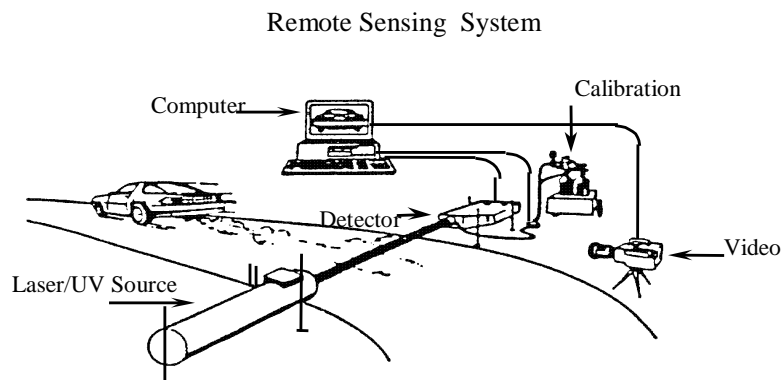 Remote Sensing System
Calibration
Computer
Detector
Video
Laser/UV Source